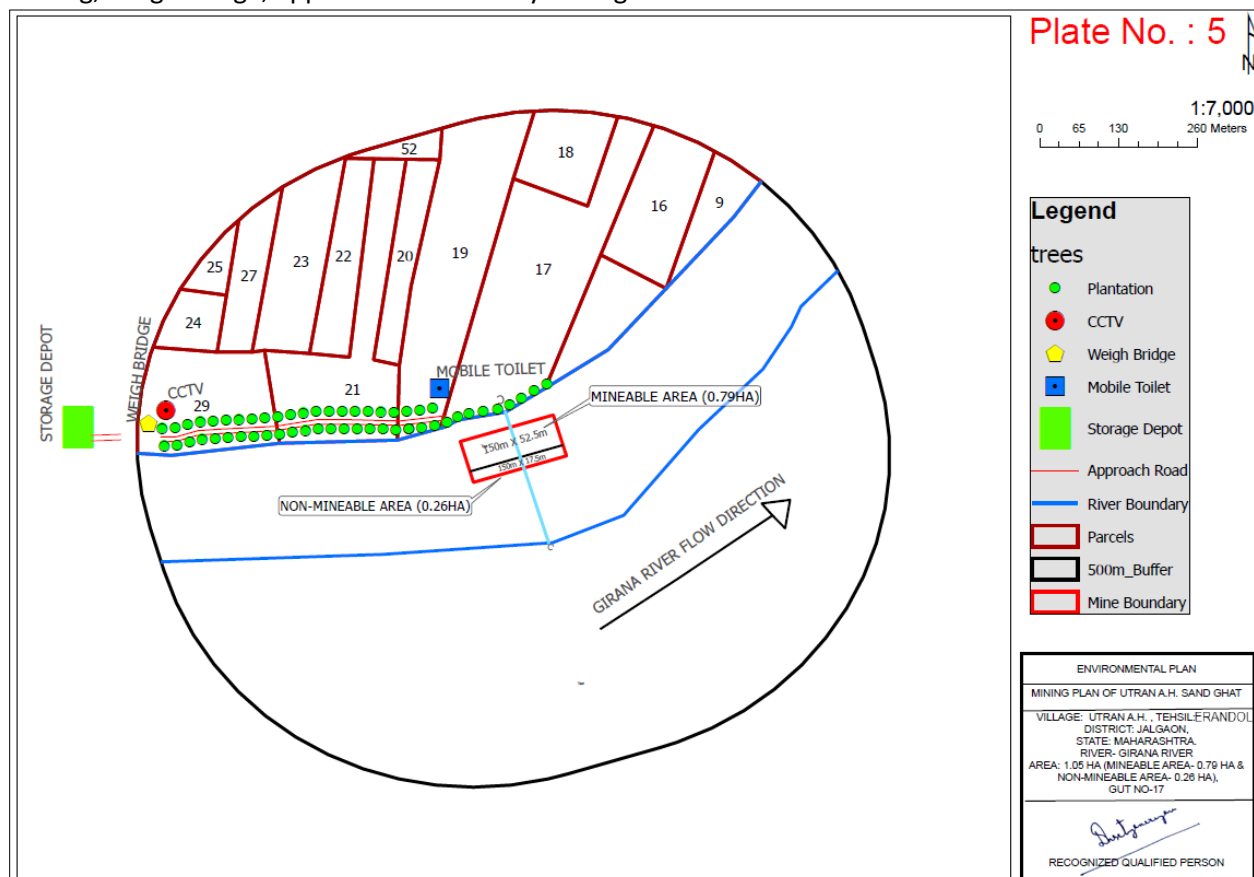 Plate No. : 5
N
1:7,000
0 65 130 260 Meters
52
18
16
9
25
27
23
22
20
19
17
24
29
21
STORAGE DEPOT
WEIGH BRIDGE
CCTV
MOBILE TOILET
MINEABLE AREA (0.79HA)
150m X 52.5m
150m X 17.5m
NON-MINEABLE AREA (0.26HA)
C
C'
GIRANA RIVER FLOW DIRECTION
Legend
trees
Plantation
CCTV
Weigh Bridge
Mobile Toilet
Storage Depot
Approach Road
River Boundary
Parcels
500m_Buffer
Mine Boundary
ENVIRONMENTAL PLAN
MINING PLAN OF UTRAN A.H. SAND GHAT
VILLAGE: UTRAN A.H. , TEHSIL:ERANDOL
DISTRICT: JALGAON,
STATE: MAHARASHTRA.
RIVER- GIRANA RIVER
AREA: 1.05 HA (MINEABLE AREA- 0.79 HA &
NON-MINEABLE AREA- 0.26 HA),
GUT NO-17
RECOGNIZED QUALIFIED PERSON